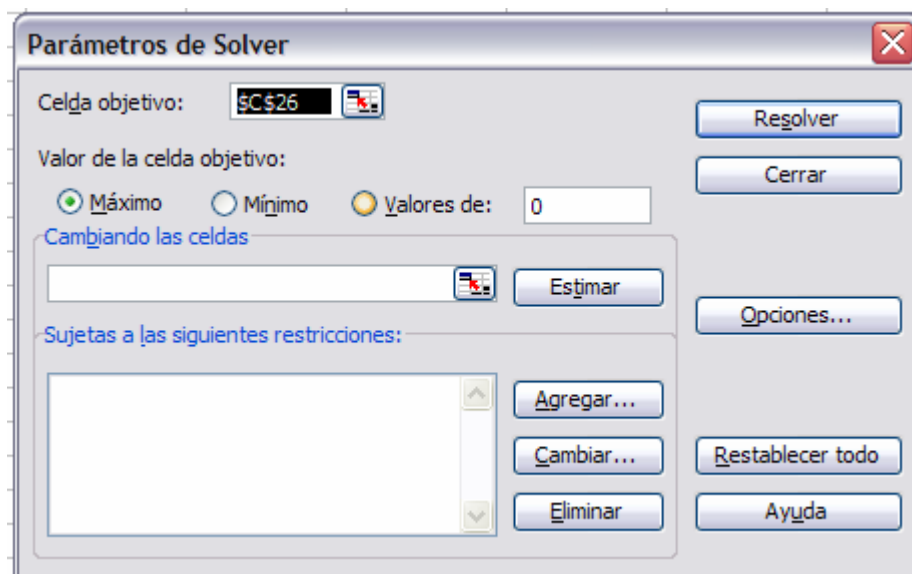 Parámetros de Solver
Celda objetivo: $C$26
Resolver
Valor de la celda objetivo:
Cerrar
Máximo Mínimo Valores de: 0
Cambiando las celdas
Estimar
Opciones...
Sujetas a las siguientes restricciones:
Agregar...
Cambiar... Restablecer todo
Eliminar Ayuda